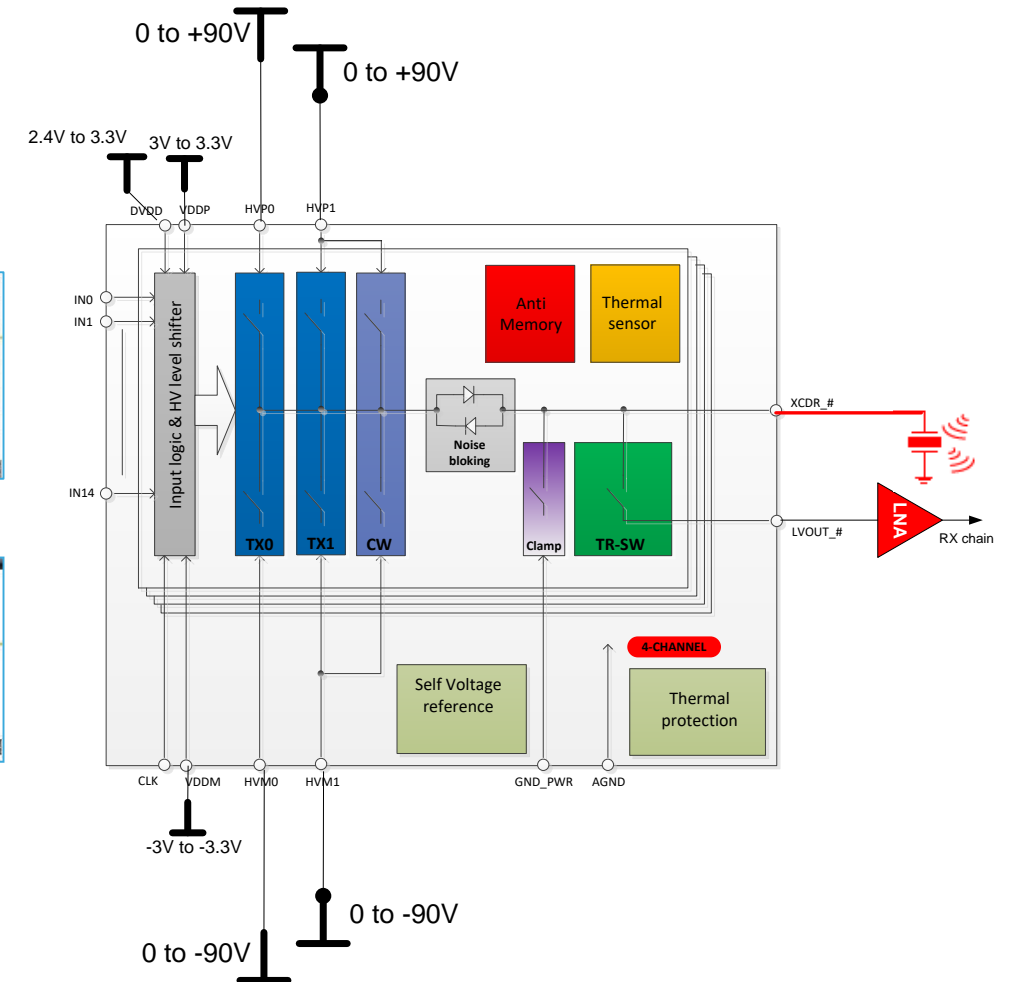 0 to +90V
0 to +90V
2.4V to 3.3V
3V to 3.3V
DVDD
VDDP
HVP0
HVP1
IN0
IN1
IN14
Input logic & HV level shifter
TX0
TX1
CW
Anti
Memory
Thermal
sensor
Noise
bloking
Clamp
TR-SW
XCDR_#
LVOUT_#
LNA
RX chain
4-CHANNEL
Self Voltage
reference
Thermal
protection
CLK
VDDM
HVM0
HVM1
GND_PWR
AGND
-3V to -3.3V
0 to -90V
0 to -90V